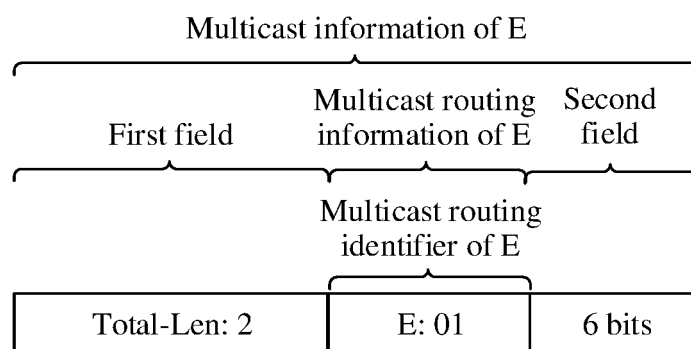 Multicast information of E
Multicast routing
information of E
Second
field
First field
Multicast routing
identifier of E
Total-Len: 2
E: 01
6 bits